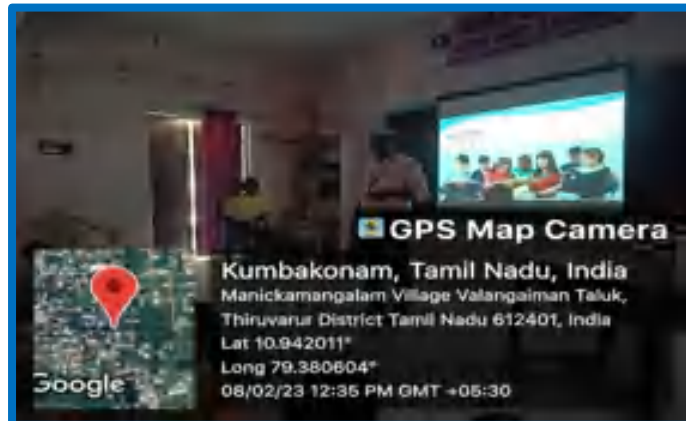 GPS Map Camera
Kumbakonam, Tamil Nadu, India
Manickamangalam Village Valangaiman Taluk,
Thiruvarur District Tamil Nadu 612401, India
Lat 10.942011°
Long 79.380604°
08/02/23 12:35 PM GMT +05:30
Google